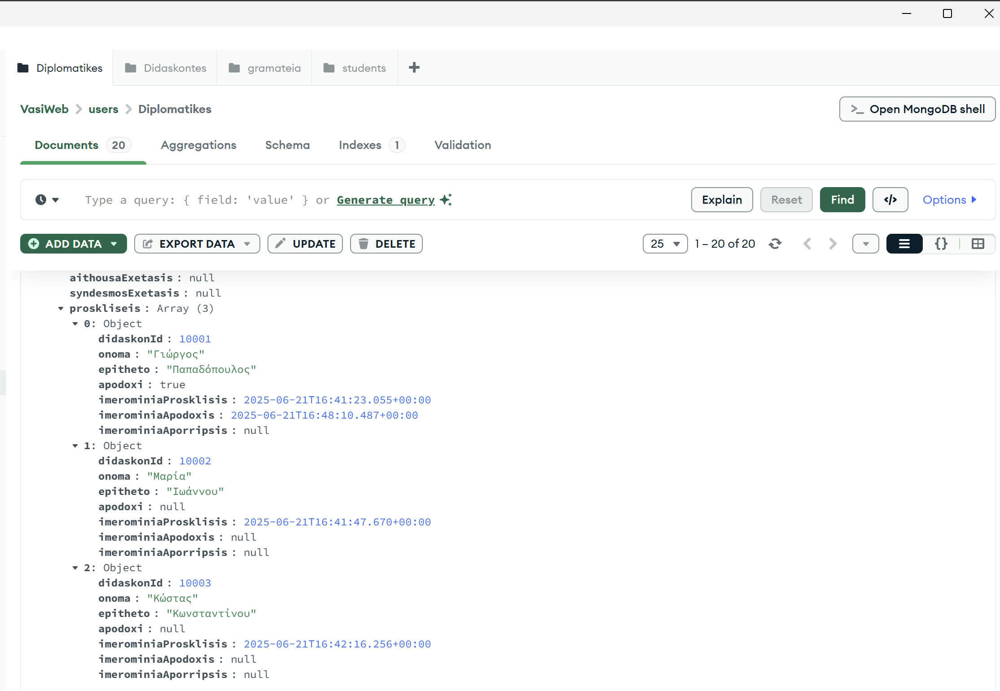 Diplomatikes Didaskontes gramateia students
VasiWeb users Diplomatikes >_ Open MongoDB shell
Documents 20 Aggregations Schema Indexes 1 Validation
Type a query: { field: 'value' } or Generate query Explain Reset Find </> Options
ADD DATA EXPORT DATA UPDATE DELETE 25 1 – 20 of 20 {}
aithousaExetasis : null
syndesmosExetasis : null
proskliseis : Array (3)
0: Object
didaskonId : 10001
onoma : "Γιώργος"
epitheto : "Παπαδόπουλος"
apodoxi : true
imerominiaProsklisis : 2025-06-21T16:41:23.055+00:00
imerominiaApodoxis : 2025-06-21T16:48:10.487+00:00
imerominiaAporripsis : null
1: Object
didaskonId : 10002
onoma : "Μαρία"
epitheto : "Ιωάννου"
apodoxi : null
imerominiaProsklisis : 2025-06-21T16:41:47.670+00:00
imerominiaApodoxis : null
imerominiaAporripsis : null
2: Object
didaskonId : 10003
onoma : "Κώστας"
epitheto : "Κωνσταντίνου"
apodoxi : null
imerominiaProsklisis : 2025-06-21T16:42:16.256+00:00
imerominiaApodoxis : null
imerominiaAporripsis : null